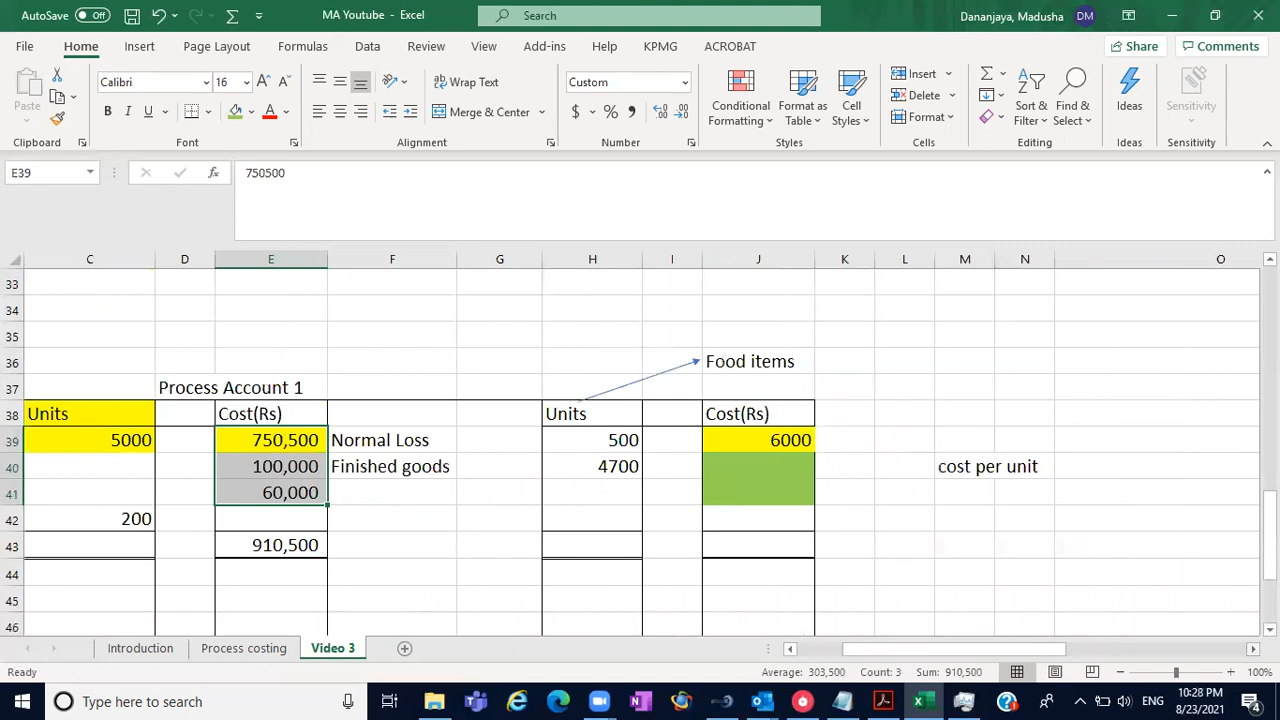 AutoSave Off MA Youtube - Excel Search Dananjaya, Madusha DM
File Home Insert Page Layout Formulas Data Review View Add-ins Help KPMG ACROBAT Share Comments
Paste Calibri 16 A A Wrap Text Custom Conditional Formatting Format as Table Cell Styles Insert Sort & Filter Find & Select Ideas Sensitivity
B I U A Merge & Center $ % Delete
Format
Clipboard Font Alignment Number Styles Cells Editing Ideas Sensitivity
E39 fx 750500
C D E F G H I J K L M N O
33
34
35
36 Food items
37 Process Account 1
38 Units Cost(Rs) Units Cost(Rs)
39 5000 750,500 Normal Loss 500 6000
40 100,000 Finished goods 4700 cost per unit
41 60,000
42 200
43 910,500
44
45
46
Introduction Process costing Video 3
Ready Average: 303,500 Count: 3 Sum: 910,500 100%
Type here to search ENG 10:28 PM
8/23/2021 4